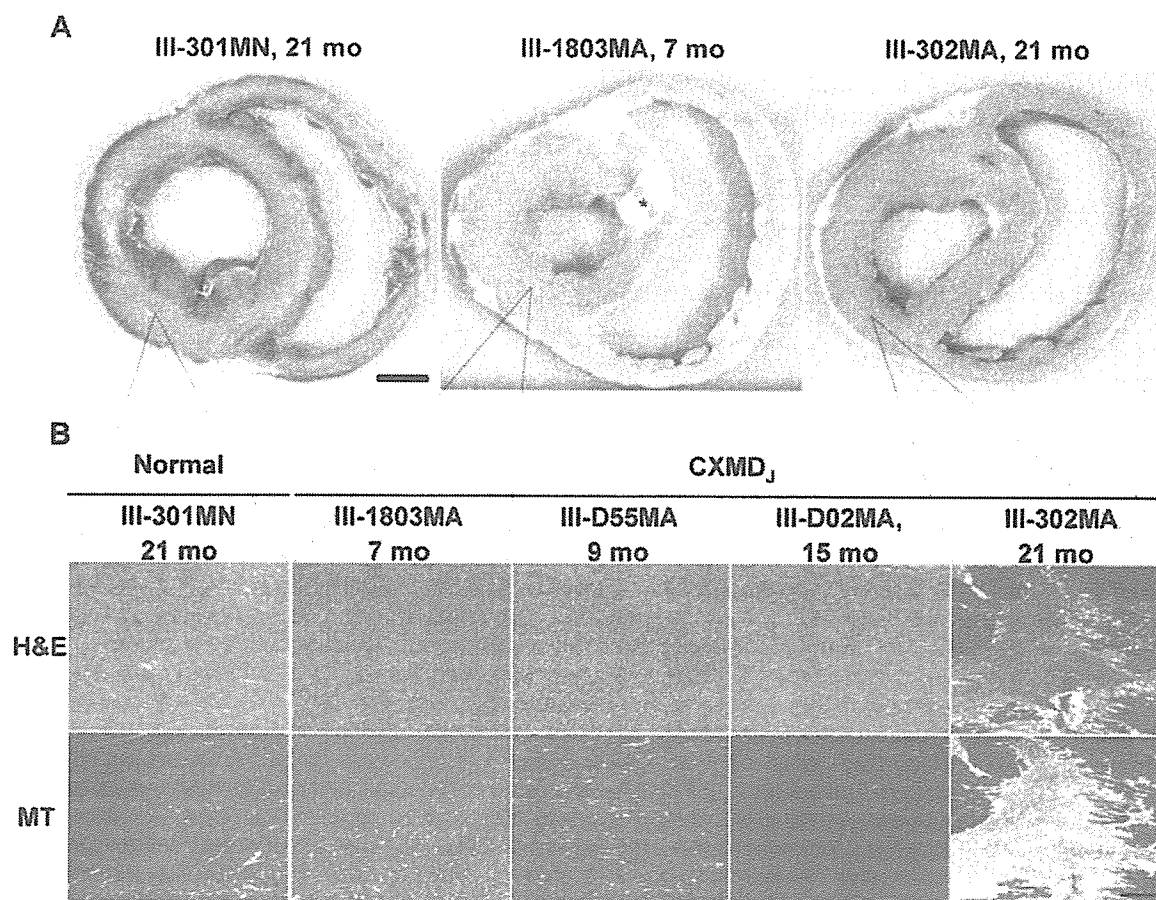 A
III-301MN, 21 mo
III-1803MA, 7 mo
III-302MA, 21 mo
*
B
Normal
CXMDJ
III-301MN
21 mo
III-1803MA
7 mo
III-D55MA
9 mo
III-D02MA,
15 mo
III-302MA
21 mo
H&E
MT